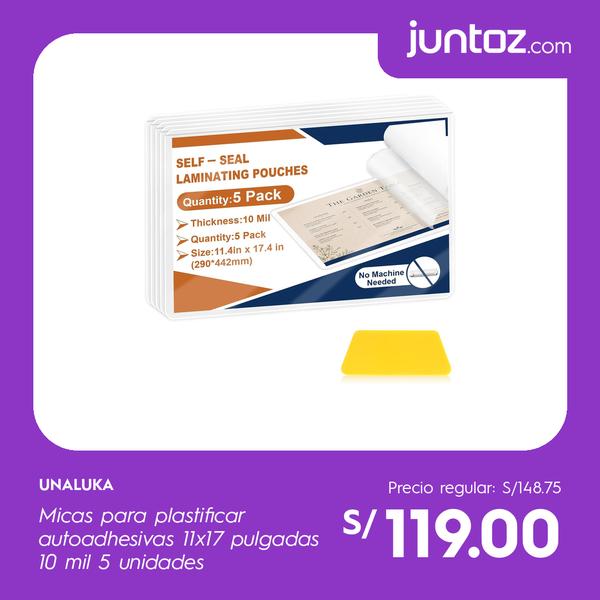 juntoz.com
SELF – SEAL
LAMINATING POUCHES
Quantity:5 Pack
Thickness:10 Mil
Quantity:5 Pack
Size:11.4in x 17.4 in
(290*442mm)
THE GARDEN
No Machine
Needed
UNALUKA
Micas para plastificar
autoadhesivas 11x17 pulgadas
10 mil 5 unidades
Precio regular: S/148.75
S/119.00